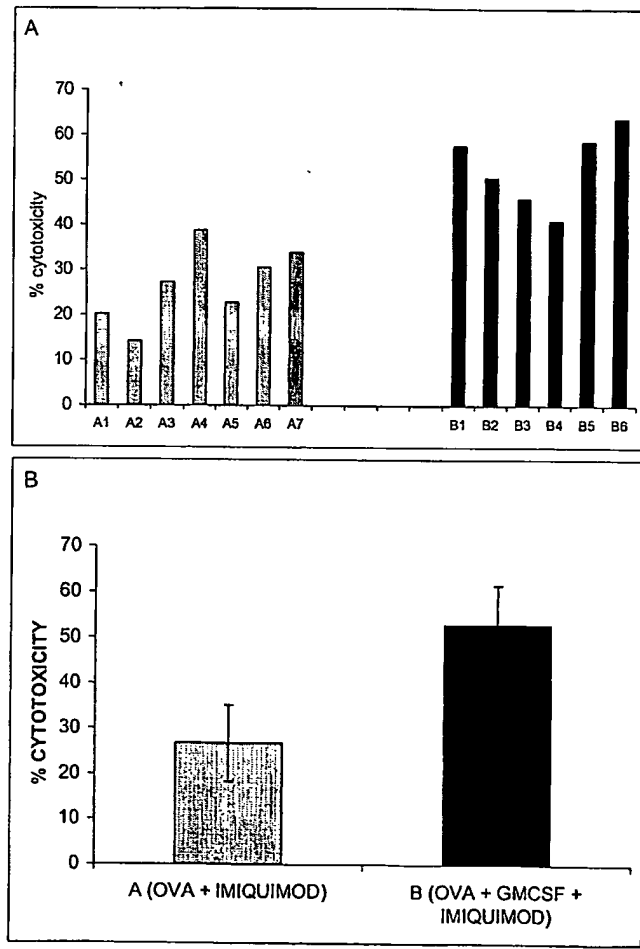 A
% cytotoxicity
70
60
50
40
30
20
10
0
A1 A2 A3 A4 A5 A6 A7 B1 B2 B3 B4 B5 B6
B
% CYTOTOXICITY
70
60
50
40
30
20
10
0
A (OVA + IMIQUIMOD) B (OVA + GMCSF +
IMIQUIMOD)